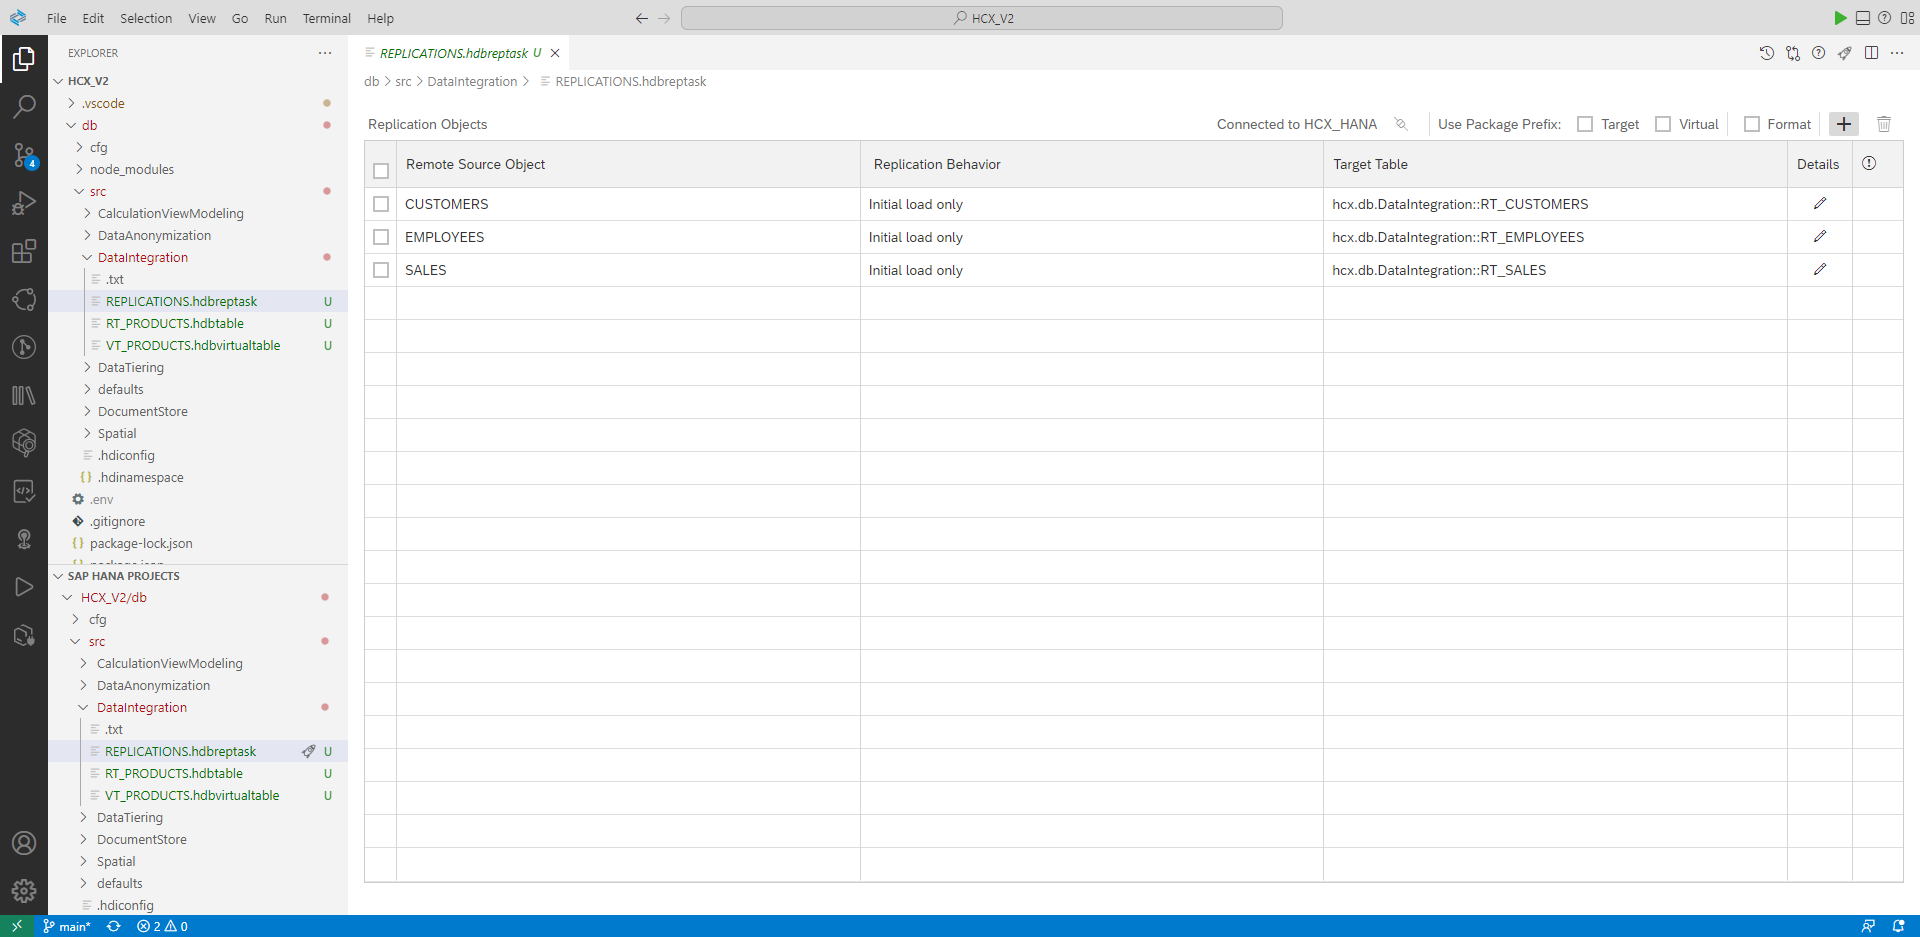 File Edit Selection View Go Run Terminal Help
HCX_V2
EXPLORER
HCX_V2
.vscode
db
cfg
node_modules
src
CalculationViewModeling
DataAnonymization
DataIntegration
.txt
REPLICATIONS.hdbreptask U
RT_PRODUCTS.hdbtable U
VT_PRODUCTS.hdbvirtualtable U
DataTiering
defaults
DocumentStore
Spatial
.hdiconfig
{} .hdinamespace
.env
.gitignore
{} package-lock.json
SAP HANA PROJECTS
HCX_V2/db
cfg
src
CalculationViewModeling
DataAnonymization
DataIntegration
.txt
REPLICATIONS.hdbreptask U
RT_PRODUCTS.hdbtable U
VT_PRODUCTS.hdbvirtualtable U
DataTiering
DocumentStore
Spatial
defaults
.hdiconfig
4
REPLICATIONS.hdbreptask U
db > src > DataIntegration > REPLICATIONS.hdbreptask
Replication Objects Connected to HCX_HANA Use Package Prefix: Target Virtual Format
Remote Source Object Replication Behavior Target Table Details
CUSTOMERS Initial load only hcx.db.DataIntegration::RT_CUSTOMERS
EMPLOYEES Initial load only hcx.db.DataIntegration::RT_EMPLOYEES
SALES Initial load only hcx.db.DataIntegration::RT_SALES
main* 2 0